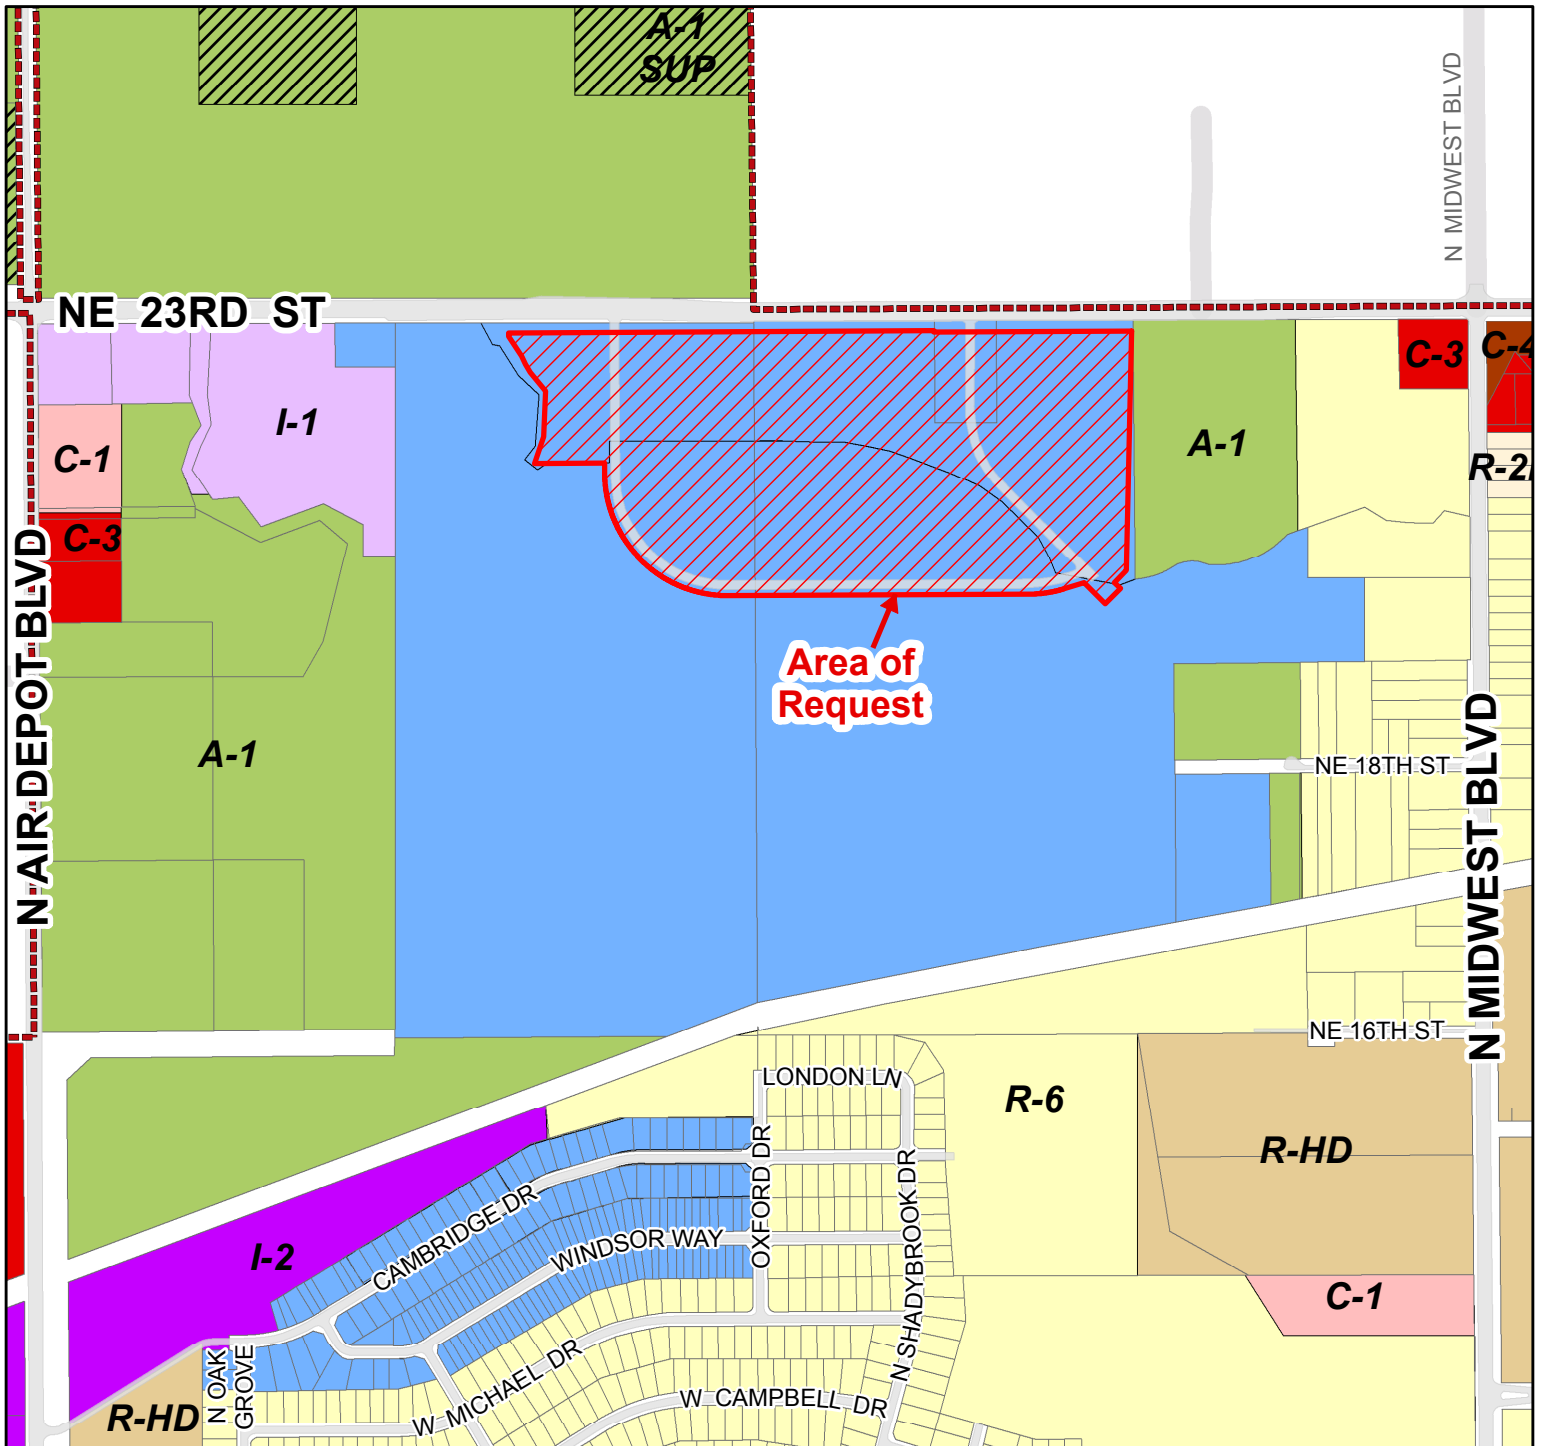 A-1
SUP
N MIDWEST BLVD
NE 23RD ST
C-3
C-4
I-1
A-1
C-1
R-2
C-3
N AIR DEPOT BLVD
Area of
Request
A-1
NE 18TH ST
N MIDWEST BLVD
NE 16TH ST
LONDON LN
R-6
OXFORD DR
R-HD
N SHADYBROOK DR
CAMBRIDGE DR
WINDSOR WAY
I-2
C-1
N OAK
GROVE
W MICHAEL DR
W CAMPBELL DR
R-HD